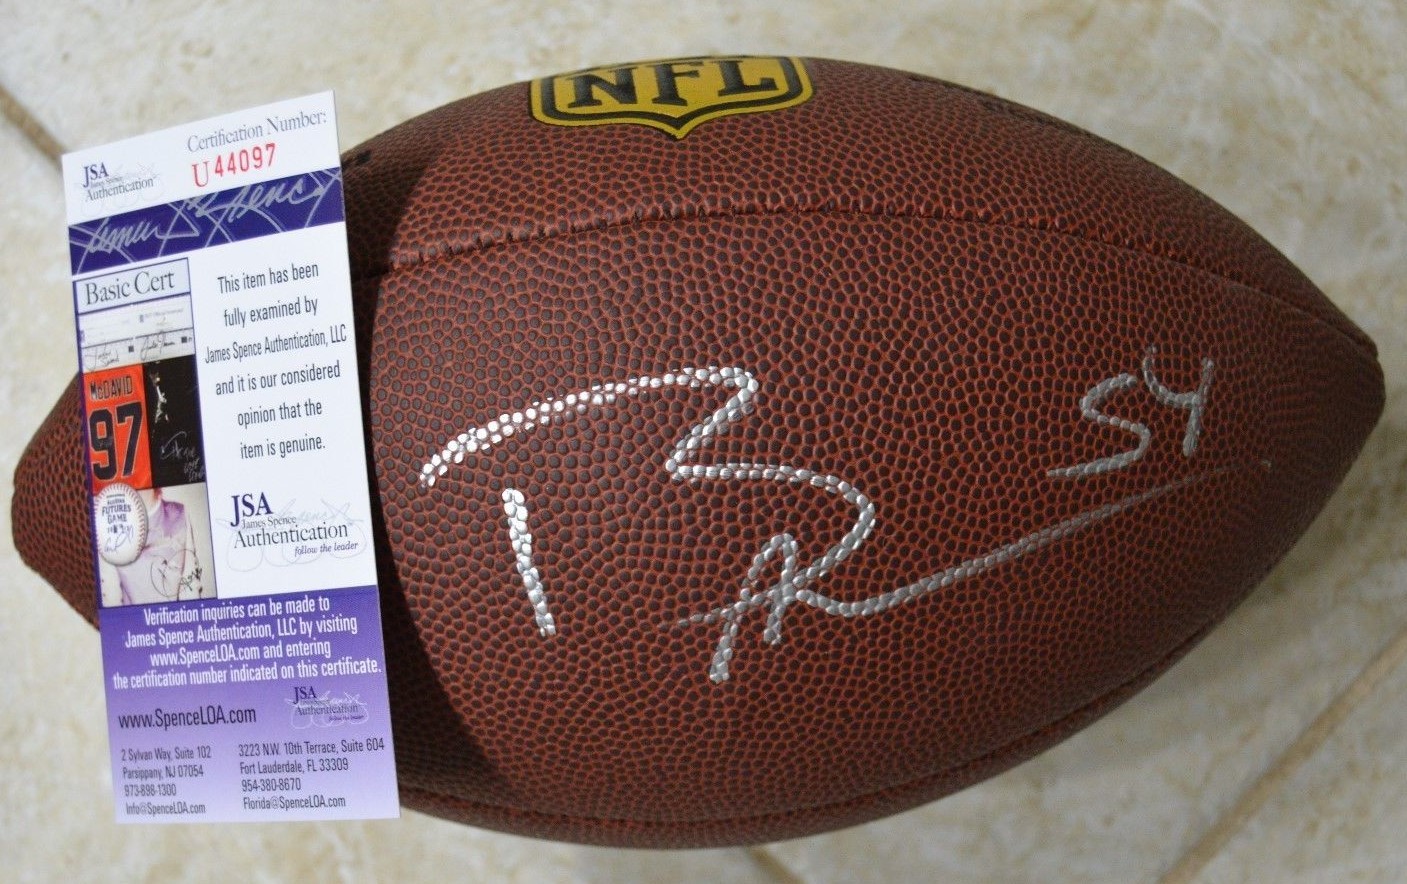 NFL
Certification Number:
U44097
JSA
James Spence
Authentication
Basic Cert
This item has been
fully examined by
James Spence Authentication, LLC
and it is our considered
opinion that the
item is genuine.
McDAVID
97
FUTURES
GAME
JSA
James Spence
Authentication
follow the leader
Verification inquiries can be made to
James Spence Authentication, LLC by visiting
www.SpenceLOA.com and entering
the certification number indicated on this certificate.
JSA
Authentication
www.SpenceLOA.com
2 Sylvan Way, Suite 102
Parsippany, NJ 07054
973-898-1300
Info@SpenceLOA.com
3223 N.W. 10th Terrace, Suite 604
Fort Lauderdale, FL 33309
954-380-8670
Florida@SpenceLOA.com
54